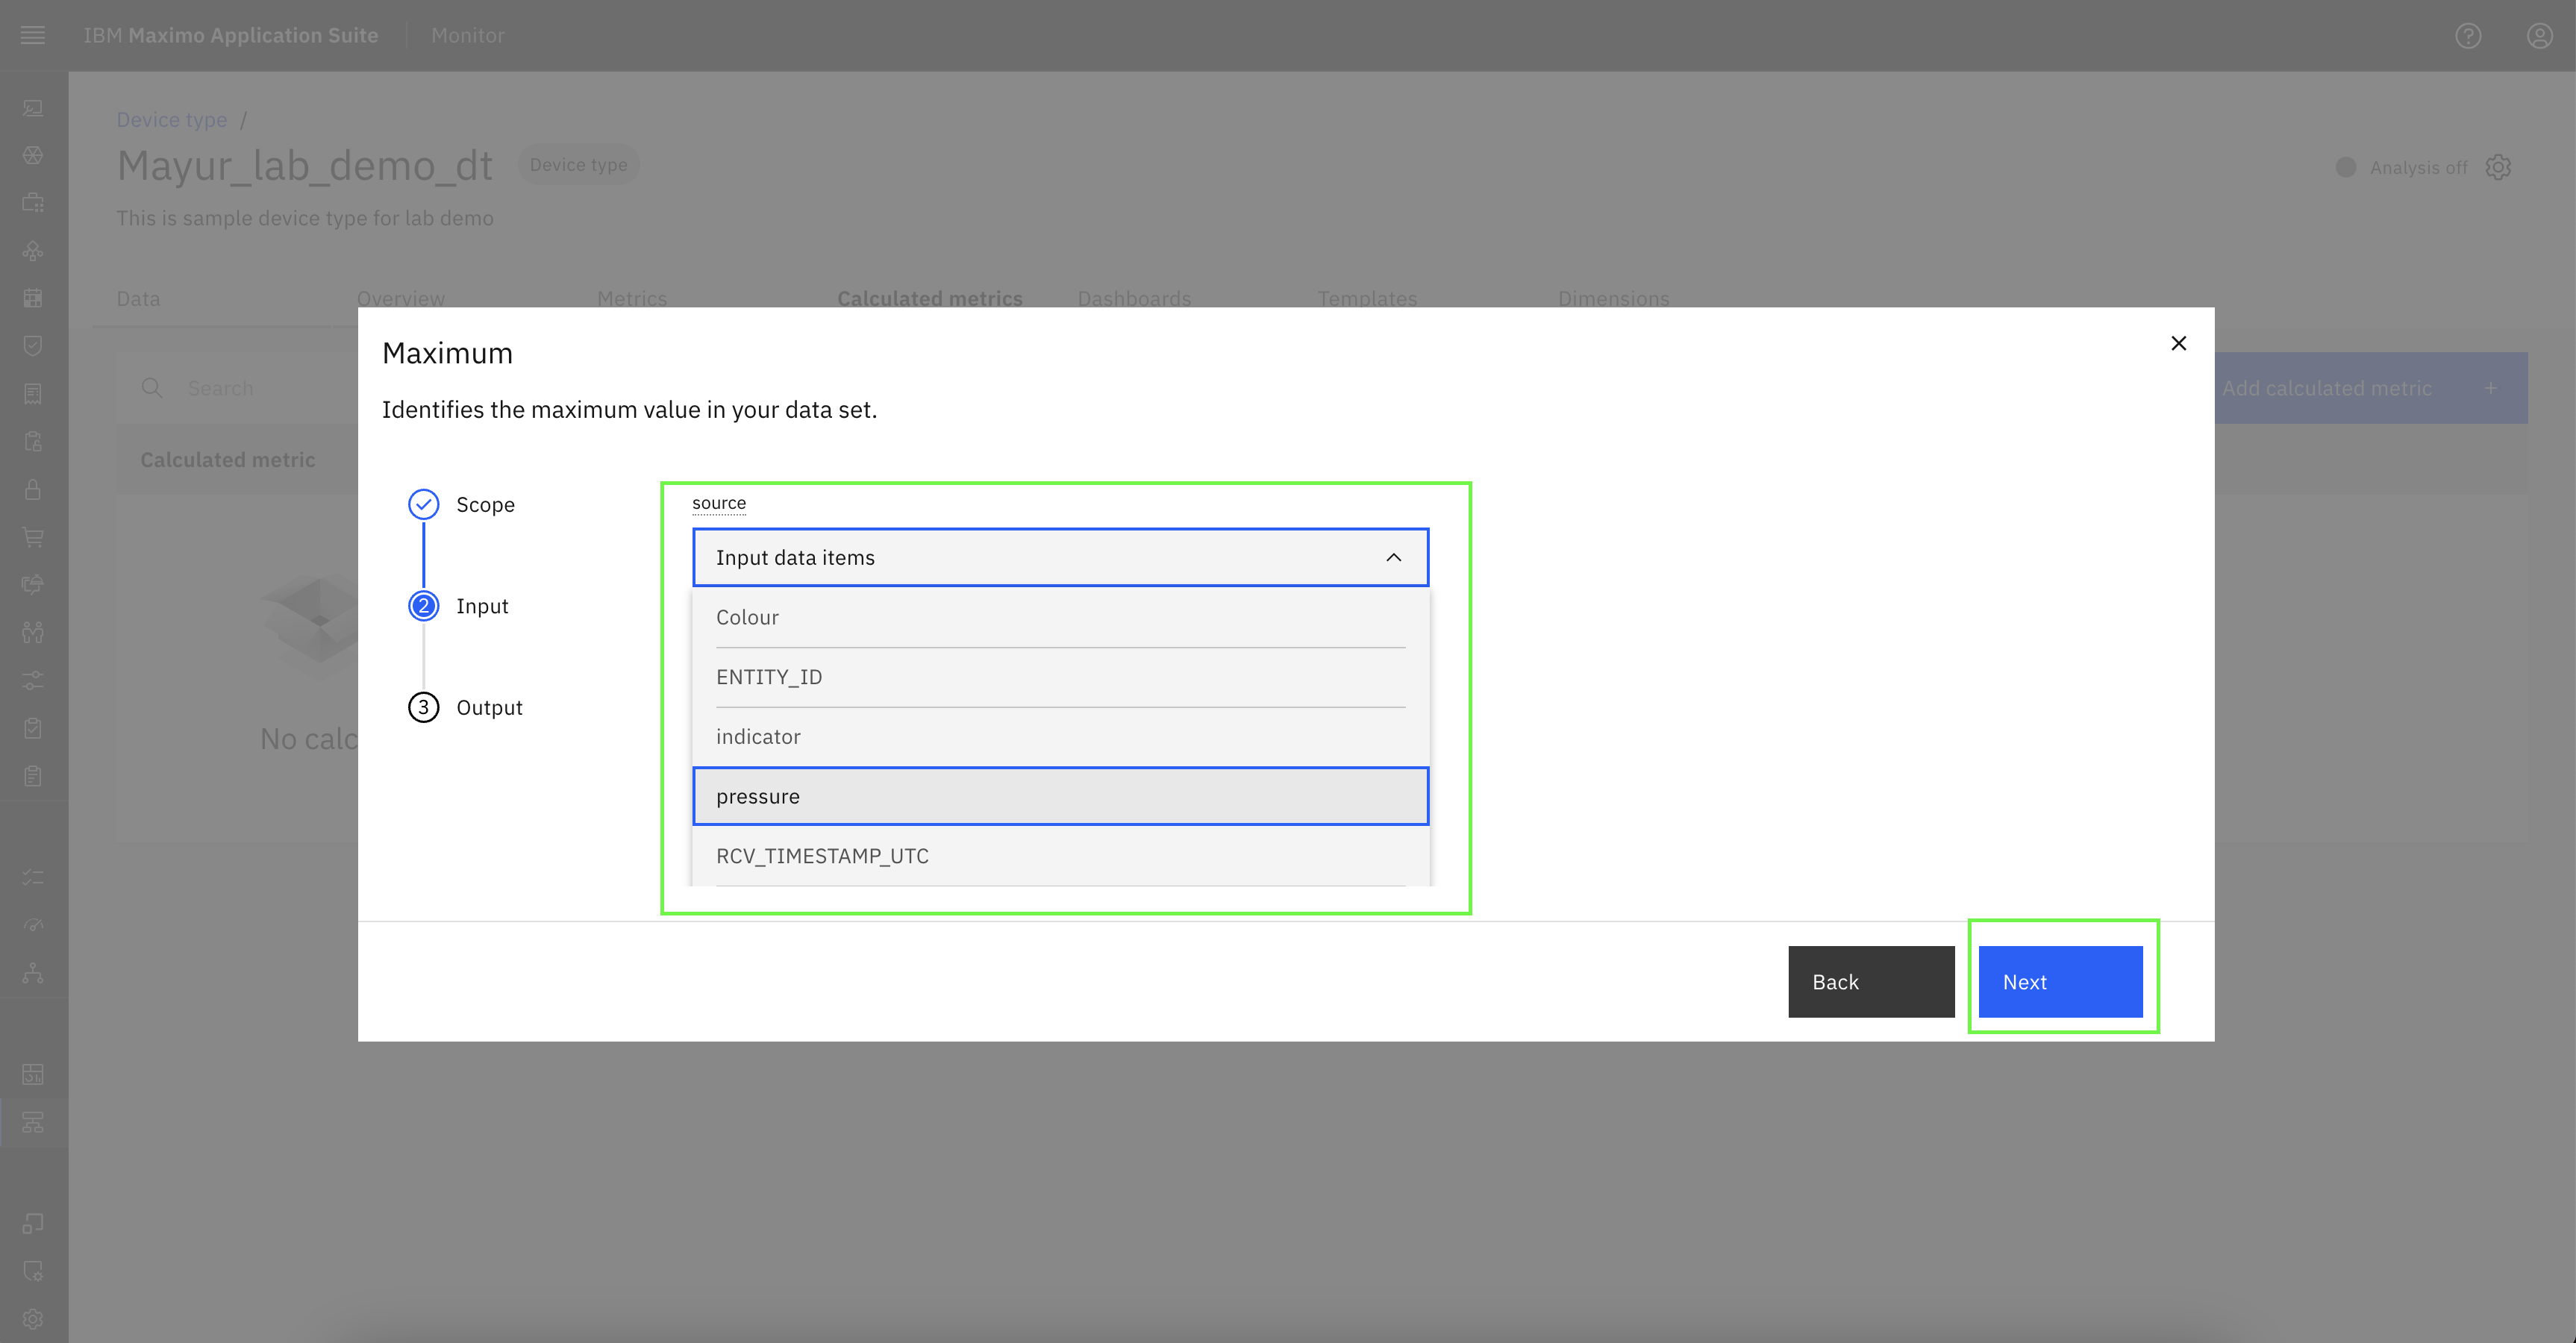 IBM Maximo Application Suite Monitor
Device type /
Mayur_lab_demo_dt Device type
Analysis off
This is sample device type for lab demo
Data Overview Metrics Calculated metrics Dashboards Templates Dimensions
Search
Add calculated metric +
Calculated metric
No calc
Maximum
Identifies the maximum value in your data set.
Scope
2 Input
3 Output
source
Input data items
Colour
ENTITY_ID
indicator
pressure
RCV_TIMESTAMP_UTC
Back Next